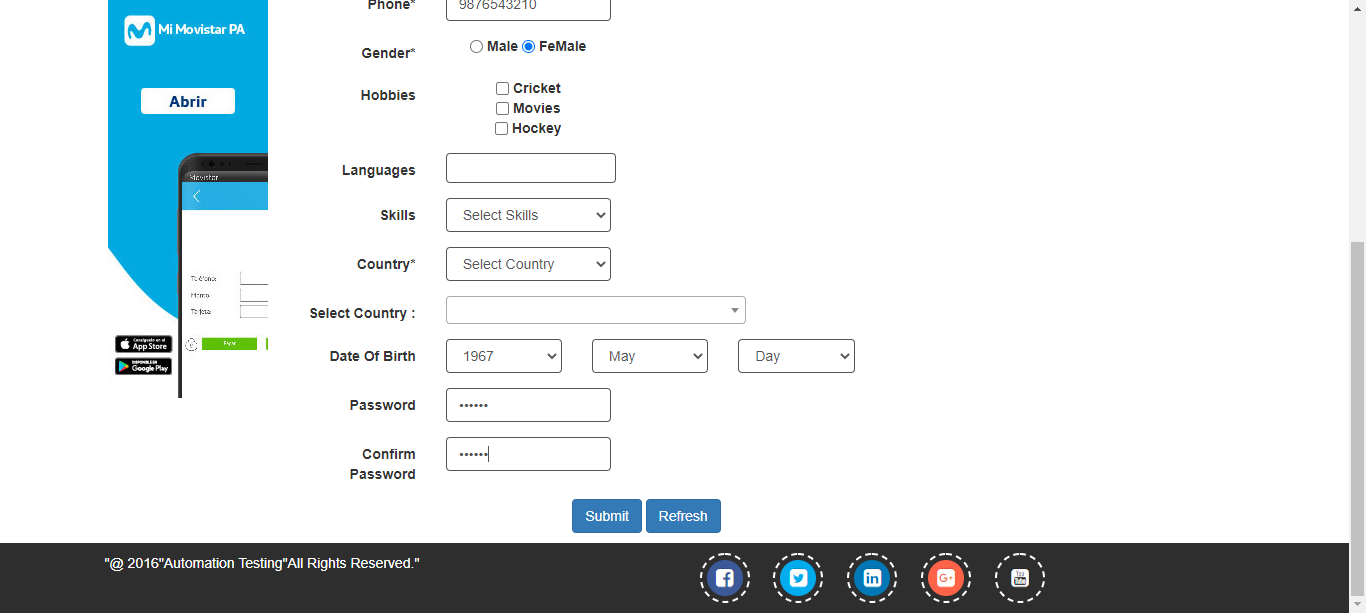 Mi Movistar PA
Abrir
Movistar
Teléfono:
Monto:
Tarjeta:
Consíguelo en el
App Store
DISPONIBLE EN
Google Play
Phone*
9876543210
Gender*
Male FeMale
Hobbies
Cricket
Movies
Hockey
Languages
Skills
Select Skills
Country*
Select Country
Select Country :
Date Of Birth
1967 May Day
Password
••••••
Confirm
Password
••••••
Submit Refresh
"@ 2016"Automation Testing"All Rights Reserved."
G+
You
Tube